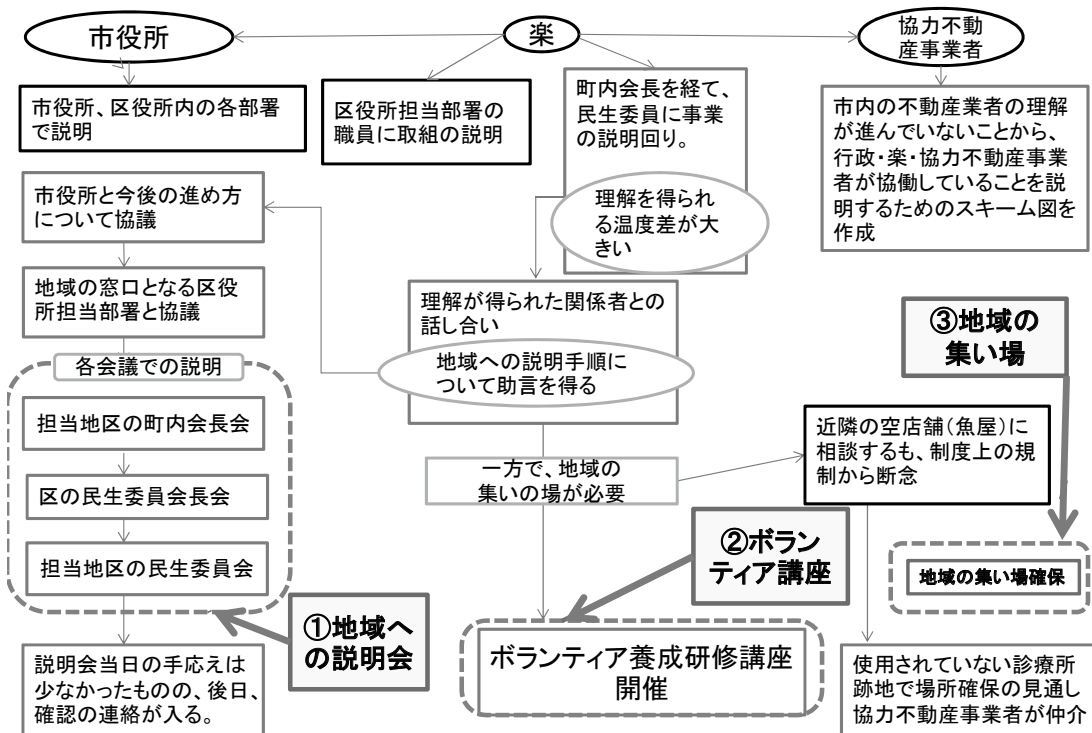 市役所
楽
協力不動
産事業者
市役所、区役所内の各部署
で説明
区役所担当部署の
職員に取組の説明
町内会長を経て、
民生委員に事業
の説明回り。
理解を得られ
る温度差が大
きい
市内の不動産業者の理解
が進んでいないことから、
行政・楽・協力不動産事業
者が協働していることを説
明するためのスキーム図を
作成
市役所と今後の進め方
について協議
地域の窓口となる区役
所担当部署と協議
理解が得られた関係者との
話し合い
地域への説明手順に
ついて助言を得る
③地域の
集い場
各会議での説明
担当地区の町内会長会
区の民生委員会長会
担当地区の民生委員会
一方で、地域の
集いの場が必要
近隣の空店舗(魚屋)に
相談するも、制度上の規
制から断念
②ボラン
ティア講座
地域の集い場確保
①地域へ
の説明会
説明会当日の手応えは
少なかったものの、後日、
確認の連絡が入る。
ボランティア養成研修講座
開催
使用されていない診療所
跡地で場所確保の見通し
協力不動産事業者が仲介